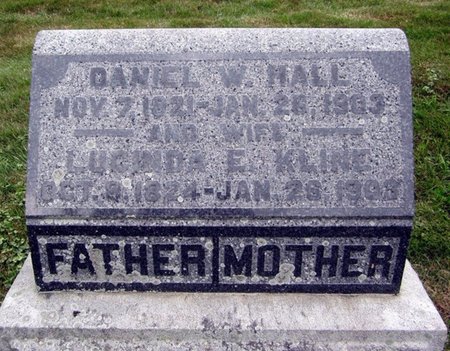 DANIEL W. HALL
NOV. 7, 1821-JAN. 26, 1903
AND WIFE
LUCINDA E. KLINE
OCT. 9, 1824-JAN. 26, 1903
FATHER MOTHER